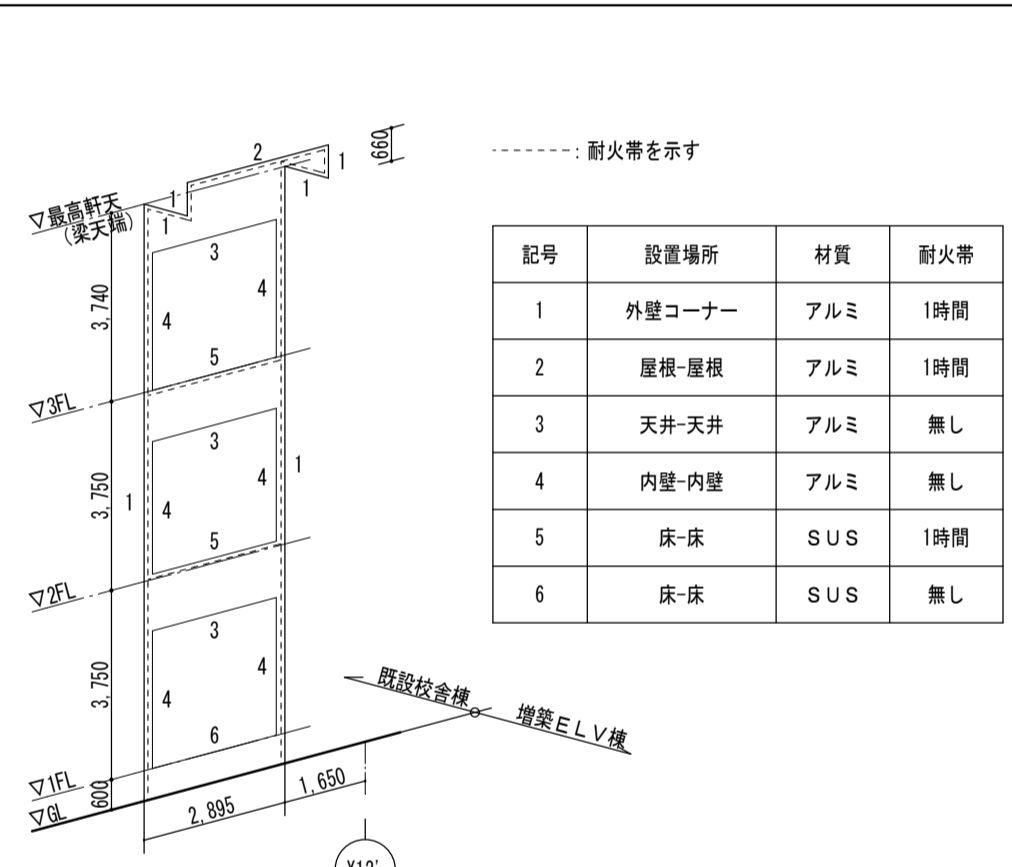 660
-------: 耐火帯を示す
2
1
1
1
1
▽最高軒天
(梁天端)
3
4
4
5
3,740
▽3FL
3
4
4
5
1
1
3,750
▽2FL
3
4
4
6
3,750
▽1FL
600
▽GL
2,895
1,650
既設校舎棟
増築ELV棟
記号 設置場所 材質 耐火帯
1 外壁コーナー アルミ 1時間
2 屋根-屋根 アルミ 1時間
3 天井-天井 アルミ 無し
4 内壁-内壁 アルミ 無し
5 床-床 SUS 1時間
6 床-床 SUS 無し